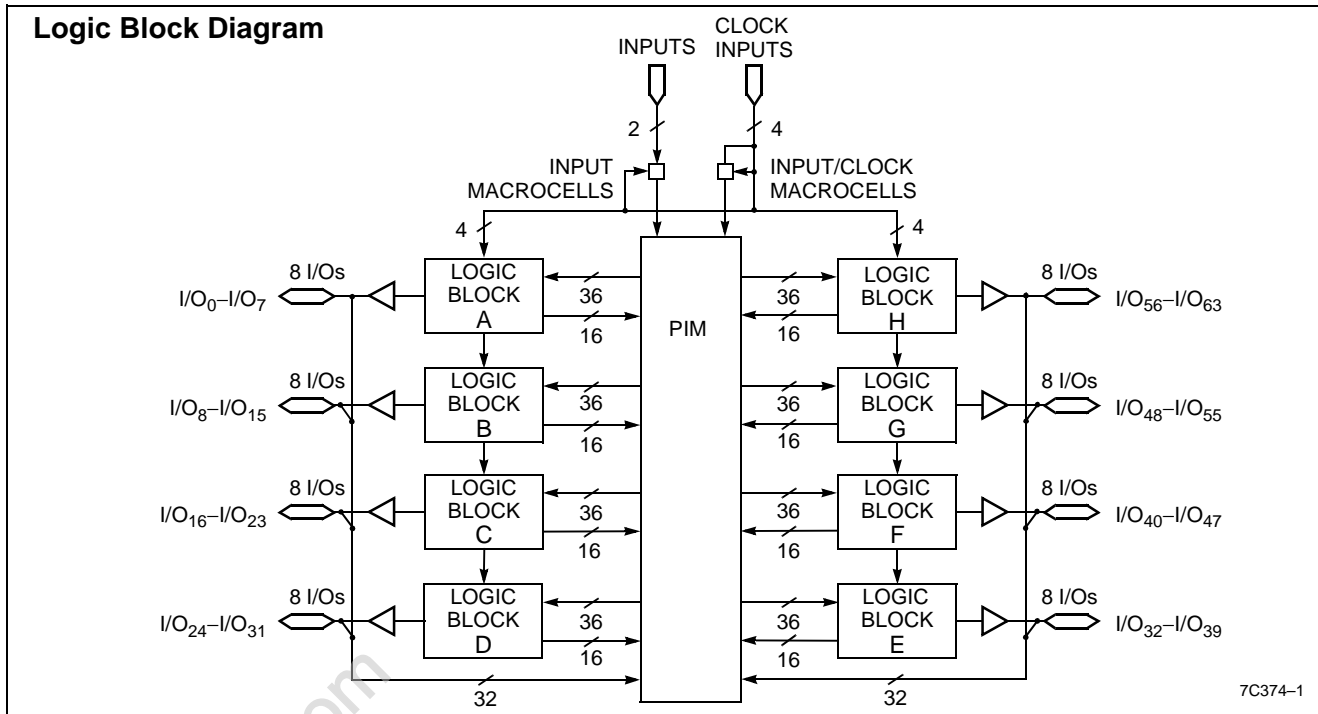 Logic Block Diagram
INPUTS
CLOCK
INPUTS
2
4
INPUT
MACROCELLS
INPUT/CLOCK
MACROCELLS
4
4
8 I/Os
I/O0–I/O7
LOGIC
BLOCK
A
36
16
PIM
36
16
LOGIC
BLOCK
H
8 I/Os
I/O56–I/O63
8 I/Os
I/O8–I/O15
LOGIC
BLOCK
B
36
16
36
16
LOGIC
BLOCK
G
8 I/Os
I/O48–I/O55
8 I/Os
I/O16–I/O23
LOGIC
BLOCK
C
36
16
36
16
LOGIC
BLOCK
F
8 I/Os
I/O40–I/O47
8 I/Os
I/O24–I/O31
LOGIC
BLOCK
D
36
16
36
16
LOGIC
BLOCK
E
8 I/Os
I/O32–I/O39
32
32
7C374–1